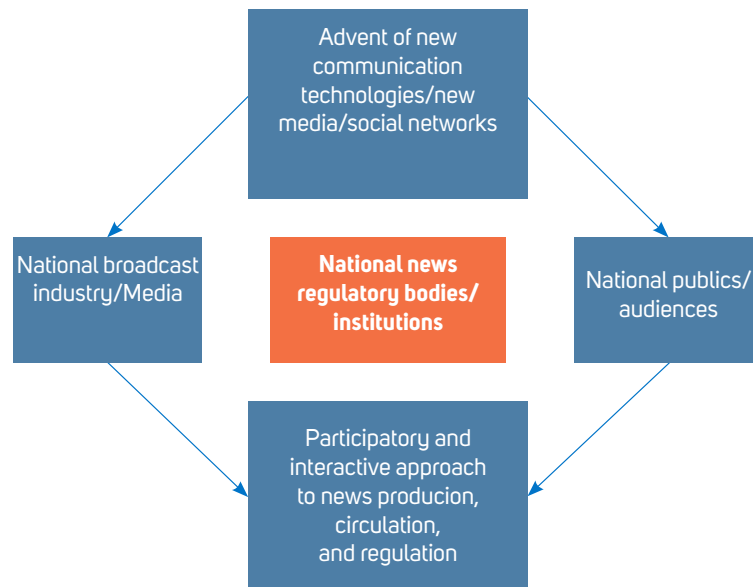 Advent of new
communication
technologies/new
media/social networks
National broadcast
industry/Media
National news
regulatory bodies/
institutions
National publics/
audiences
Participatory and
interactive approach
to news producion,
circulation,
and regulation